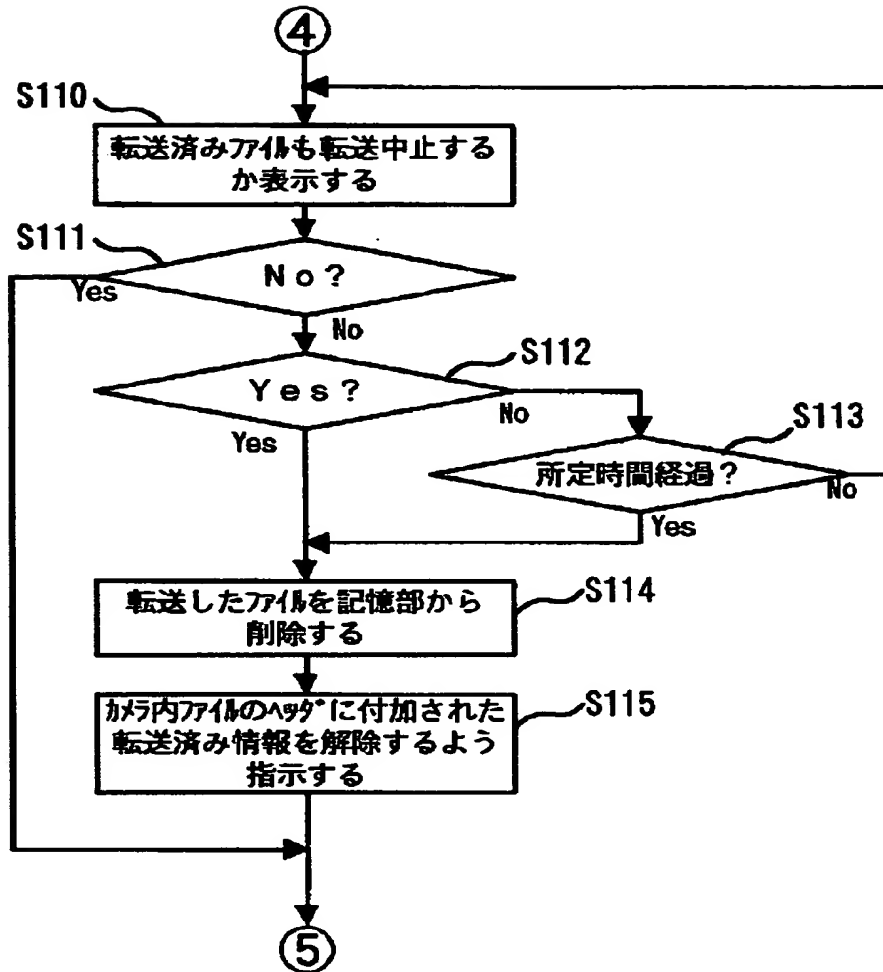 ④
S110
転送済みファイルも転送中止する
か表示する
S111
No?
Yes
No
S112
Yes?
No
Yes
S113
所定時間経過?
No
Yes
転送したファイルを記憶部から
削除する
S114
カメラ内ファイルのヘッダに付加された
転送済み情報を解除するよう
指示する
S115
⑤